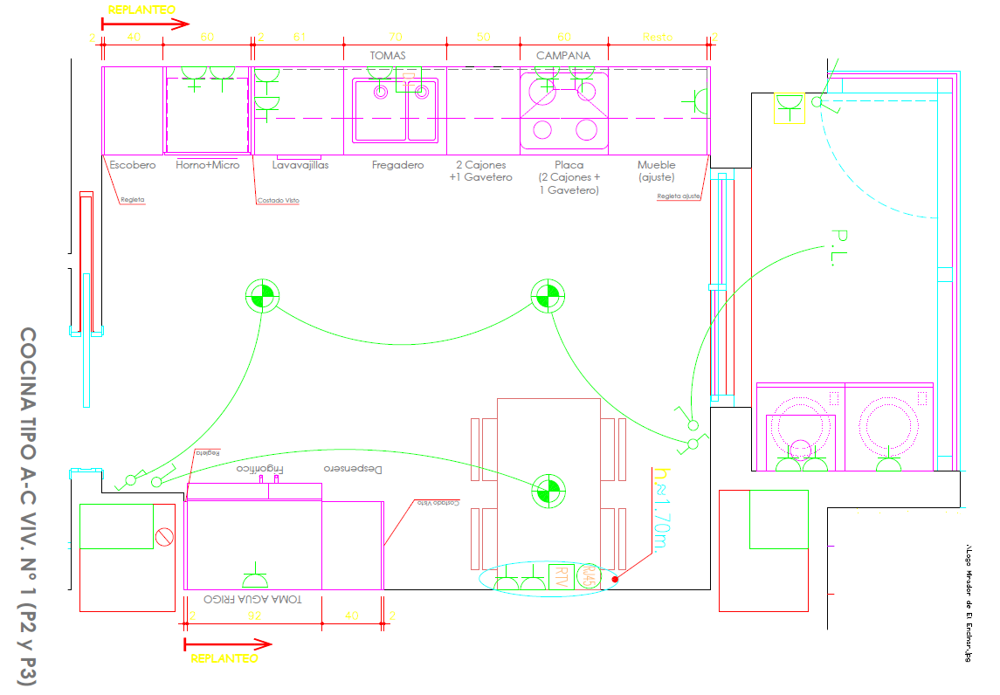 REPLANTEO
2 40 60 2 61 70 50 60 Resto 2
TOMAS CAMPANA
Escobero Horno+Micro Lavavajillas Fregadero 2 Cajones Placa Mueble
+1 Gavetero (2 Cajones + (ajuste)
1 Gavetero)
Regleta Costado Visto Regleta ajuste
P.L.
Regleta
Frigorífico Despensero
Costado Visto
h.≈1.70m.
RTV RJ45
TOMA AGUA FRIGO
2 92 40 2
REPLANTEO
COCINA TIPO A-C VIV. Nº 1 (P2 y P3)
.\Logo Mirador de El Encinar.jpg